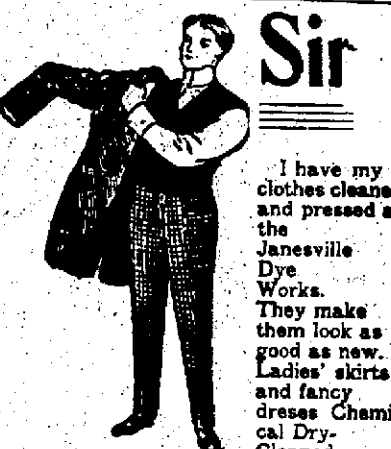 Sir
I have my
clothes cleane
and pressed a
the
Janesville
Dye
Works.
They make
them look as
good as new.
Ladies' skirts
and fancy
dreses Chemi
cal Dry-